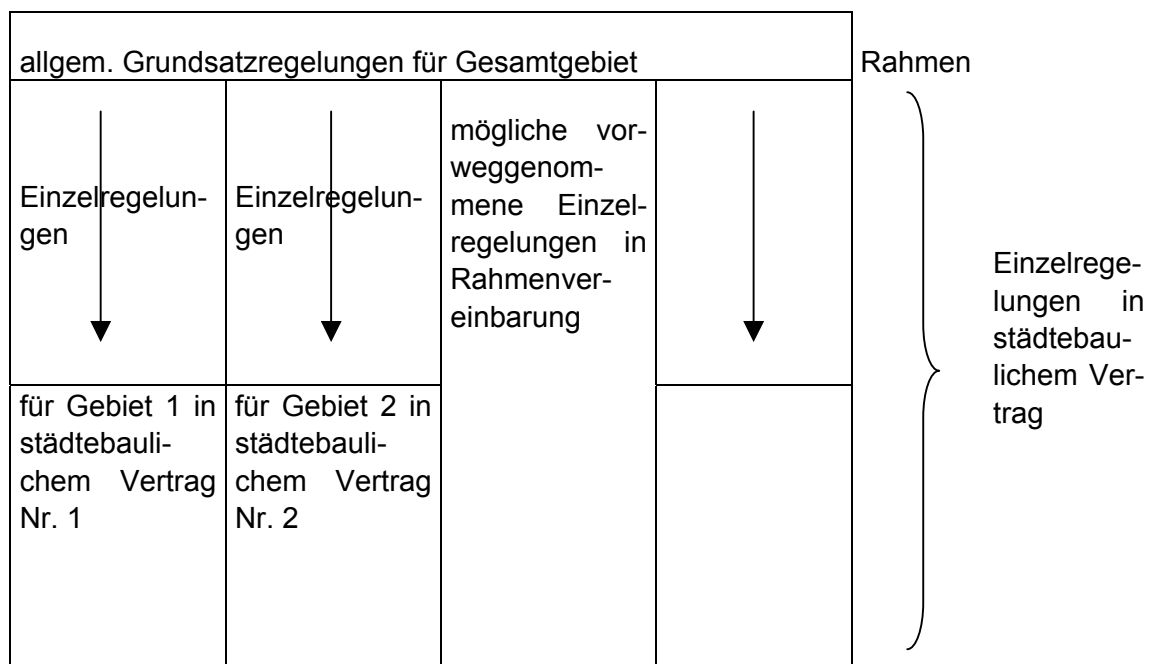 allgem. Grundsatzregelungen für Gesamtgebiet
Rahmen
Einzelregelun-
gen
Einzelregelun-
gen
mögliche vor-
weggenom-
mene Einzel-
regelungen in
Rahmenver-
einbarung
Einzelrege-
lungen in
städtebau-
lichem Ver-
trag
für Gebiet 1 in
städtebauli-
chem Vertrag
Nr. 1
für Gebiet 2 in
städtebauli-
chem Vertrag
Nr. 2